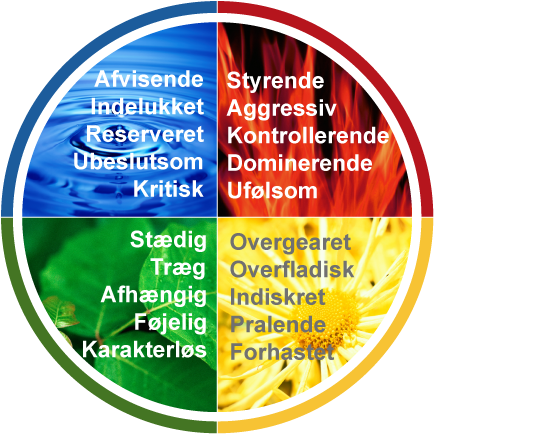 Afvisende
Indelukket
Reserveret
Ubeslutsom
Kritisk
Styrende
Aggressiv
Kontrollerende
Dominerende
Ufølsom
Stædig
Træg
Afhængig
Føjelig
Karakterløs
Overgearet
Overfladisk
Indiskret
Pralende
Forhastet